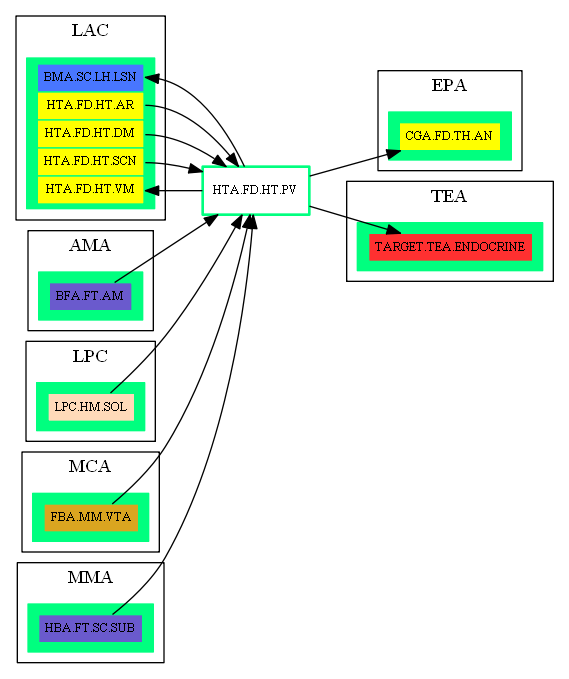 LAC
BMA.SC.LH.LSN
HTA.FD.HT.AR
HTA.FD.HT.DM
HTA.FD.HT.SCN
HTA.FD.HT.VM
AMA
BFA.FT.AM
LPC
LPC.HM.SOL
MCA
FBA.MM.VTA
MMA
HBA.FT.SC.SUB
HTA.FD.HT.PV
EPA
CGA.FD.TH.AN
TEA
TARGET.TEA.ENDOCRINE